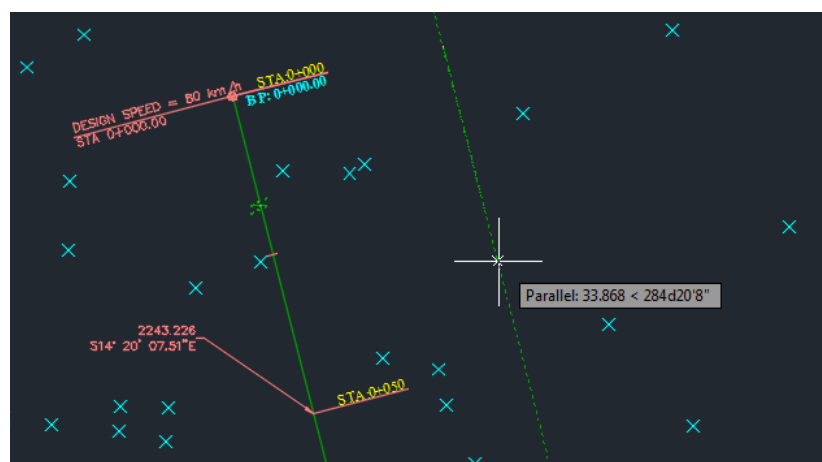 STA:0+000
BP: 0+000.00
DESIGN SPEED = 80 km/h
STA 0+000.00
Parallel: 33.868 < 284d20'8"
2243.226
S14° 20' 07.51"E
STA:0+050